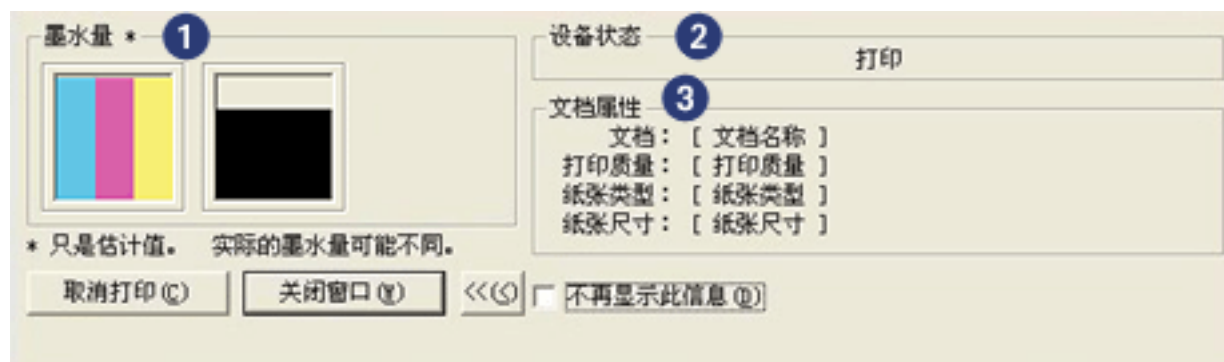 墨水量 * 1
设备状态 2
打印
文档属性 3
文档： [ 文档名称 ]
打印质量： [ 打印质量 ]
纸张类型： [ 纸张类型 ]
纸张尺寸： [ 纸张尺寸 ]
* 只是估计值。 实际的墨水量可能不同。
取消打印(C) 关闭窗口(W) <<(S) 不再显示此信息(D)